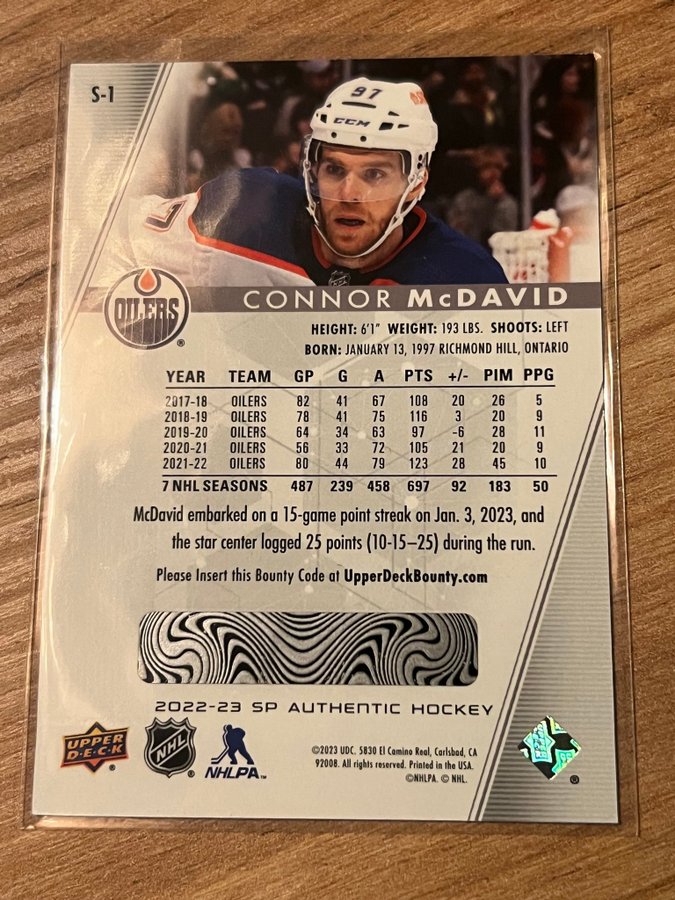 S-1
97
CCM
OILERS
CONNOR McDAVID
HEIGHT: 6'1" WEIGHT: 193 LBS. SHOOTS: LEFT
BORN: JANUARY 13, 1997 RICHMOND HILL, ONTARIO
YEAR TEAM GP G A PTS +/- PIM PPG
2017-18 OILERS 82 41 67 108 20 26 5
2018-19 OILERS 78 41 75 116 3 20 9
2019-20 OILERS 64 34 63 97 -6 28 11
2020-21 OILERS 56 33 72 105 21 20 9
2021-22 OILERS 80 44 79 123 28 45 10
7 NHL SEASONS 487 239 458 697 92 183 50
McDavid embarked on a 15-game point streak on Jan. 3, 2023, and
the star center logged 25 points (10-15–25) during the run.
Please Insert this Bounty Code at UpperDeckBounty.com
2022-23 SP AUTHENTIC HOCKEY
UPPER DECK
NHL
NHLPA™
©2023 UDC. 5830 El Camino Real, Carlsbad, CA
92008. All rights reserved. Printed in the USA.
©NHLPA. © NHL.